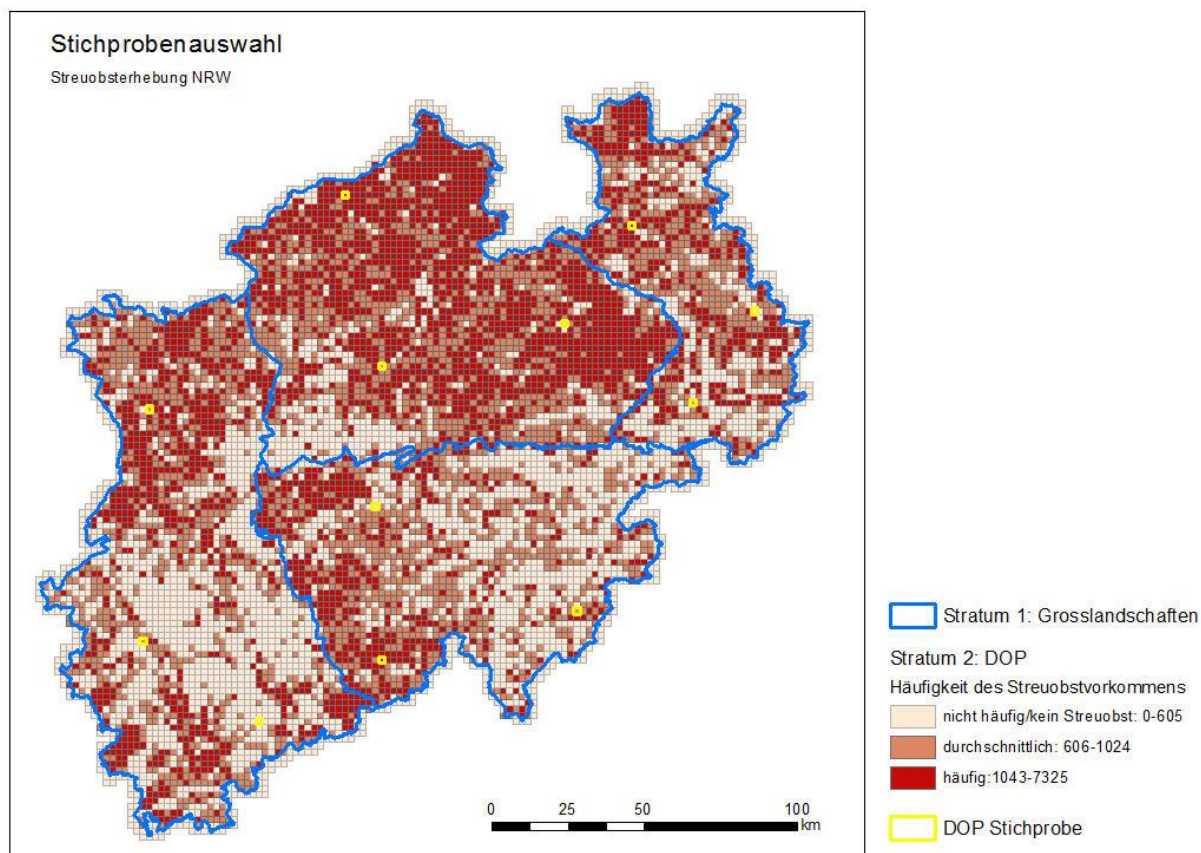 Stichprobenauswahl
Streuobsterhebung NRW
Stratum 1: Grosslandschaften
Stratum 2: DOP
Häufigkeit des Streuobstvorkommens
nicht häufig/kein Streuobst: 0-605
durchschnittlich: 606-1024
häufig:1043-7325
DOP Stichprobe
0 25 50 100
km